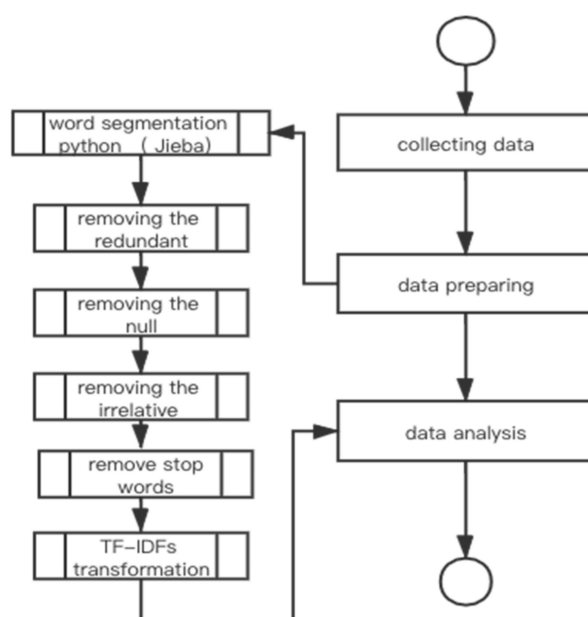 word segmentation
python ( Jieba)
removing the
redundant
removing the
null
removing the
irrelative
remove stop
words
TF-IDFs
transformation
collecting data
data preparing
data analysis